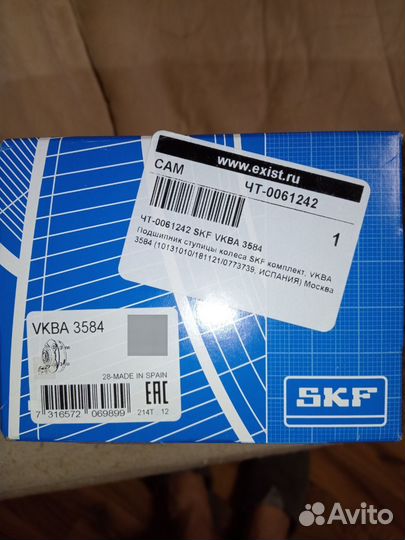 www.exist.ru
САМ
ЧТ-0061242
ЧТ-0061242 SKF VKBA 3584
1
Подшипник ступицы колеса SKF комплект, VKBA
3584 (10131010/181121/0773739, ИСПАНИЯ) Москва
VKBA 3584
28-MADE IN SPAIN
EAC
7 316572 069899
214T . 12
SKF
Avito